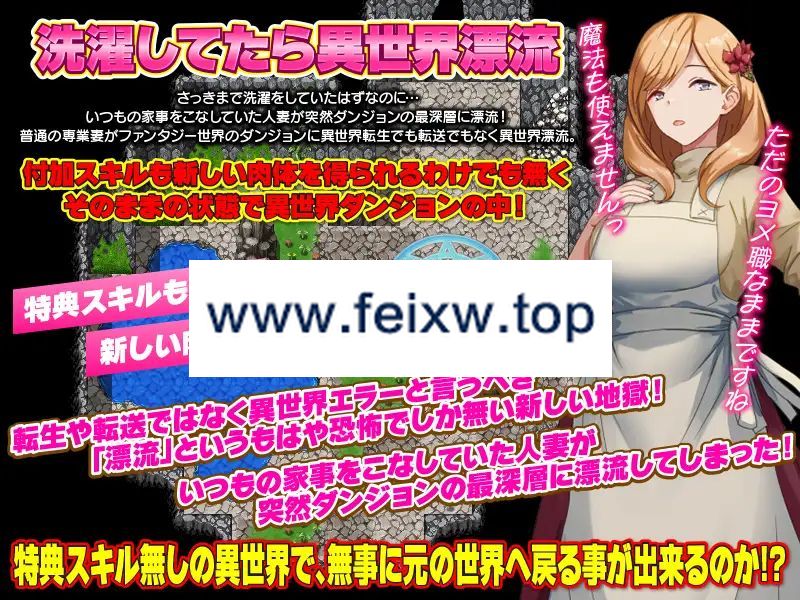 洗濯してたら異世界漂流
さっきまで洗濯をしていたはずなのに…
いつもの家事をこなしていた人妻が突然ダンジョンの最深層に漂流！
普通の専業妻がファンタジー世界のダンジョンに異世界転生でも転送でもなく異世界漂流。
付加スキルも新しい肉体を得られるわけでも無く
そのままの状態で異世界ダンジョンの中！
魔法も使えませんっ
ただのヨメ職なままですね
特典スキルも
新しい
www.feixw.top
転生や転送ではなく異世界エラーと言うべき
「漂流」というもはや恐怖でしか無い新しい地獄！
いつもの家事をこなしていた人妻が
突然ダンジョンの最深層に漂流してしまった！
特典スキル無しの異世界で、無事に元の世界へ戻る事が出来るのか!?